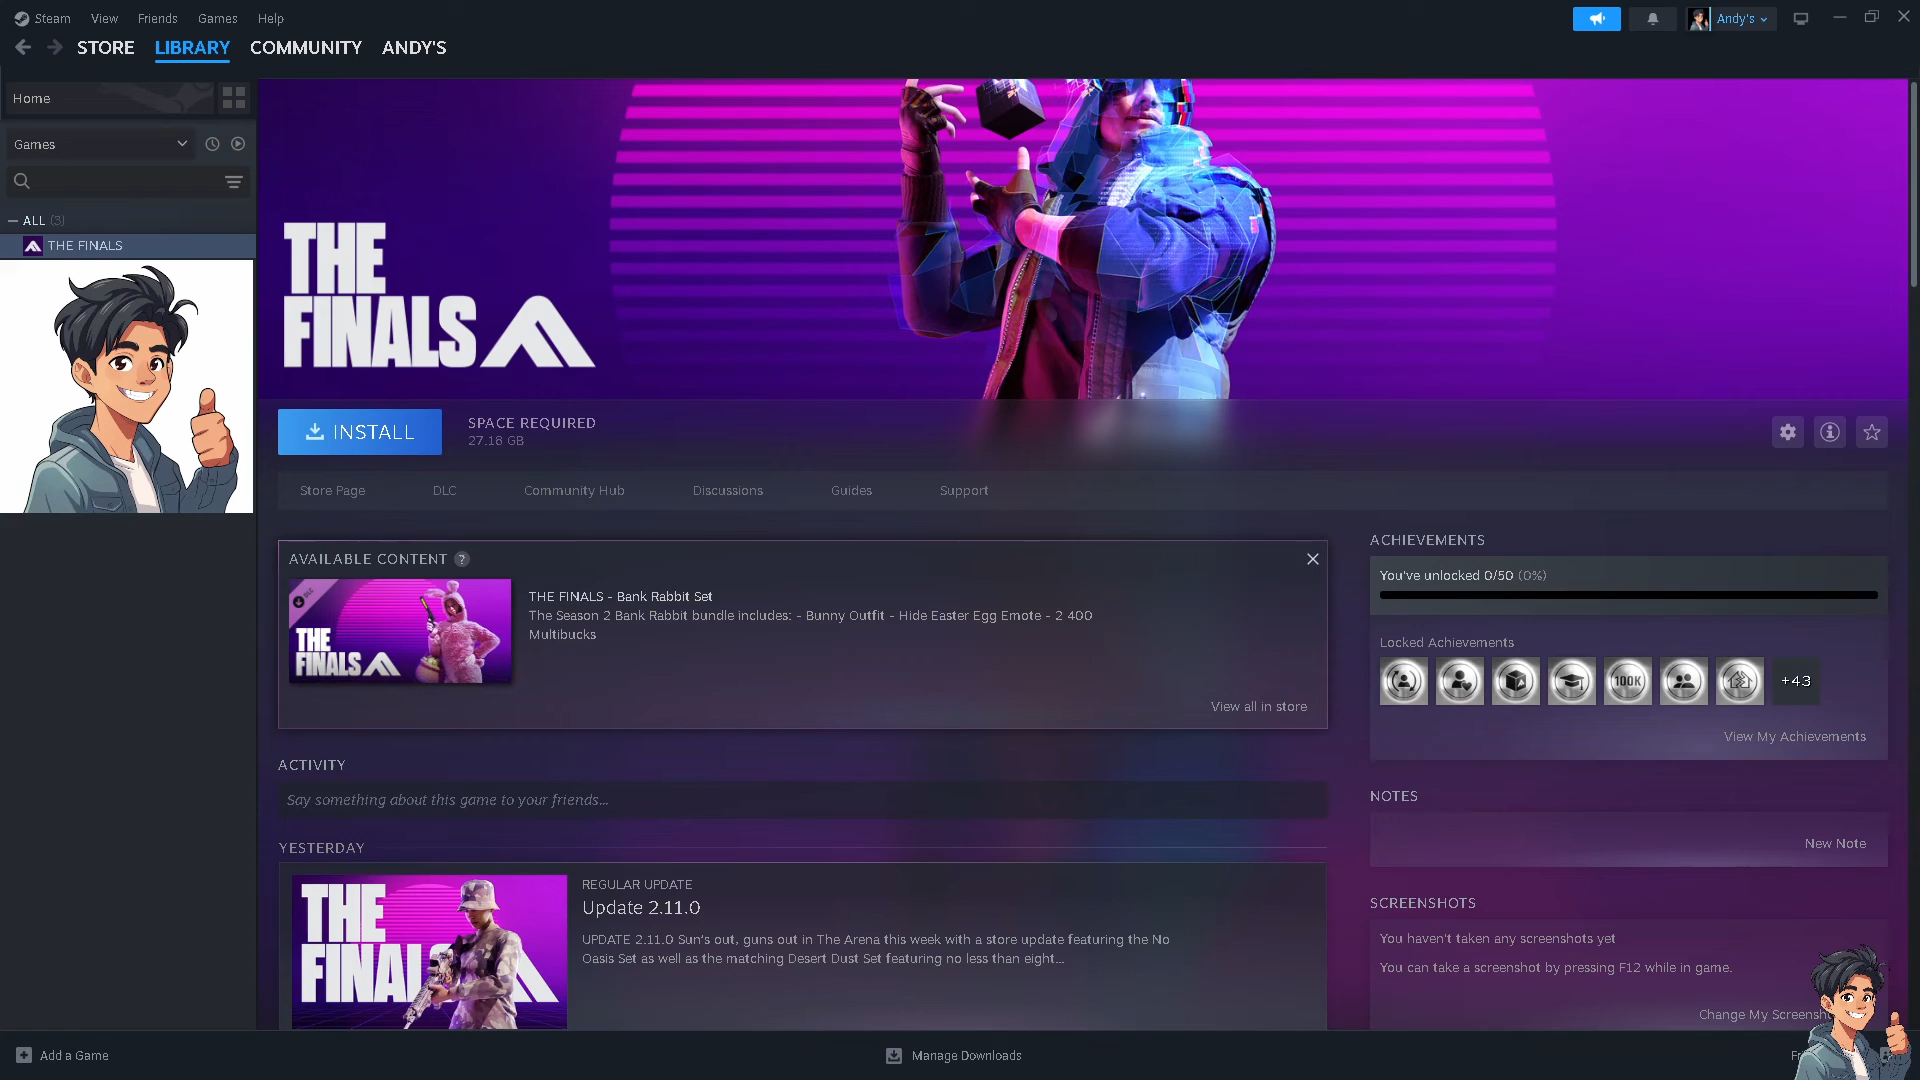 Steam View Friends Games Help
Andy's
STORE LIBRARY COMMUNITY ANDY'S
Home
Games
ALL (3)
THE FINALS
THE
FINALS
INSTALL
SPACE REQUIRED
27.18 GB
Store Page DLC Community Hub Discussions Guides Support
AVAILABLE CONTENT ?
DLC
THE
FINALS
THE FINALS - Bank Rabbit Set
The Season 2 Bank Rabbit bundle includes: - Bunny Outfit - Hide Easter Egg Emote - 2 400
Multibucks
View all in store
ACTIVITY
Say something about this game to your friends...
YESTERDAY
THE
FINAL
REGULAR UPDATE
Update 2.11.0
UPDATE 2.11.0 Sun's out, guns out in The Arena this week with a store update featuring the No
Oasis Set as well as the matching Desert Dust Set featuring no less than eight...
ACHIEVEMENTS
You've unlocked 0/50 (0%)
Locked Achievements
100K
+43
View My Achievements
NOTES
New Note
SCREENSHOTS
You haven't taken any screenshots yet
You can take a screenshot by pressing F12 while in game.
Change My Screensh
Add a Game
Manage Downloads